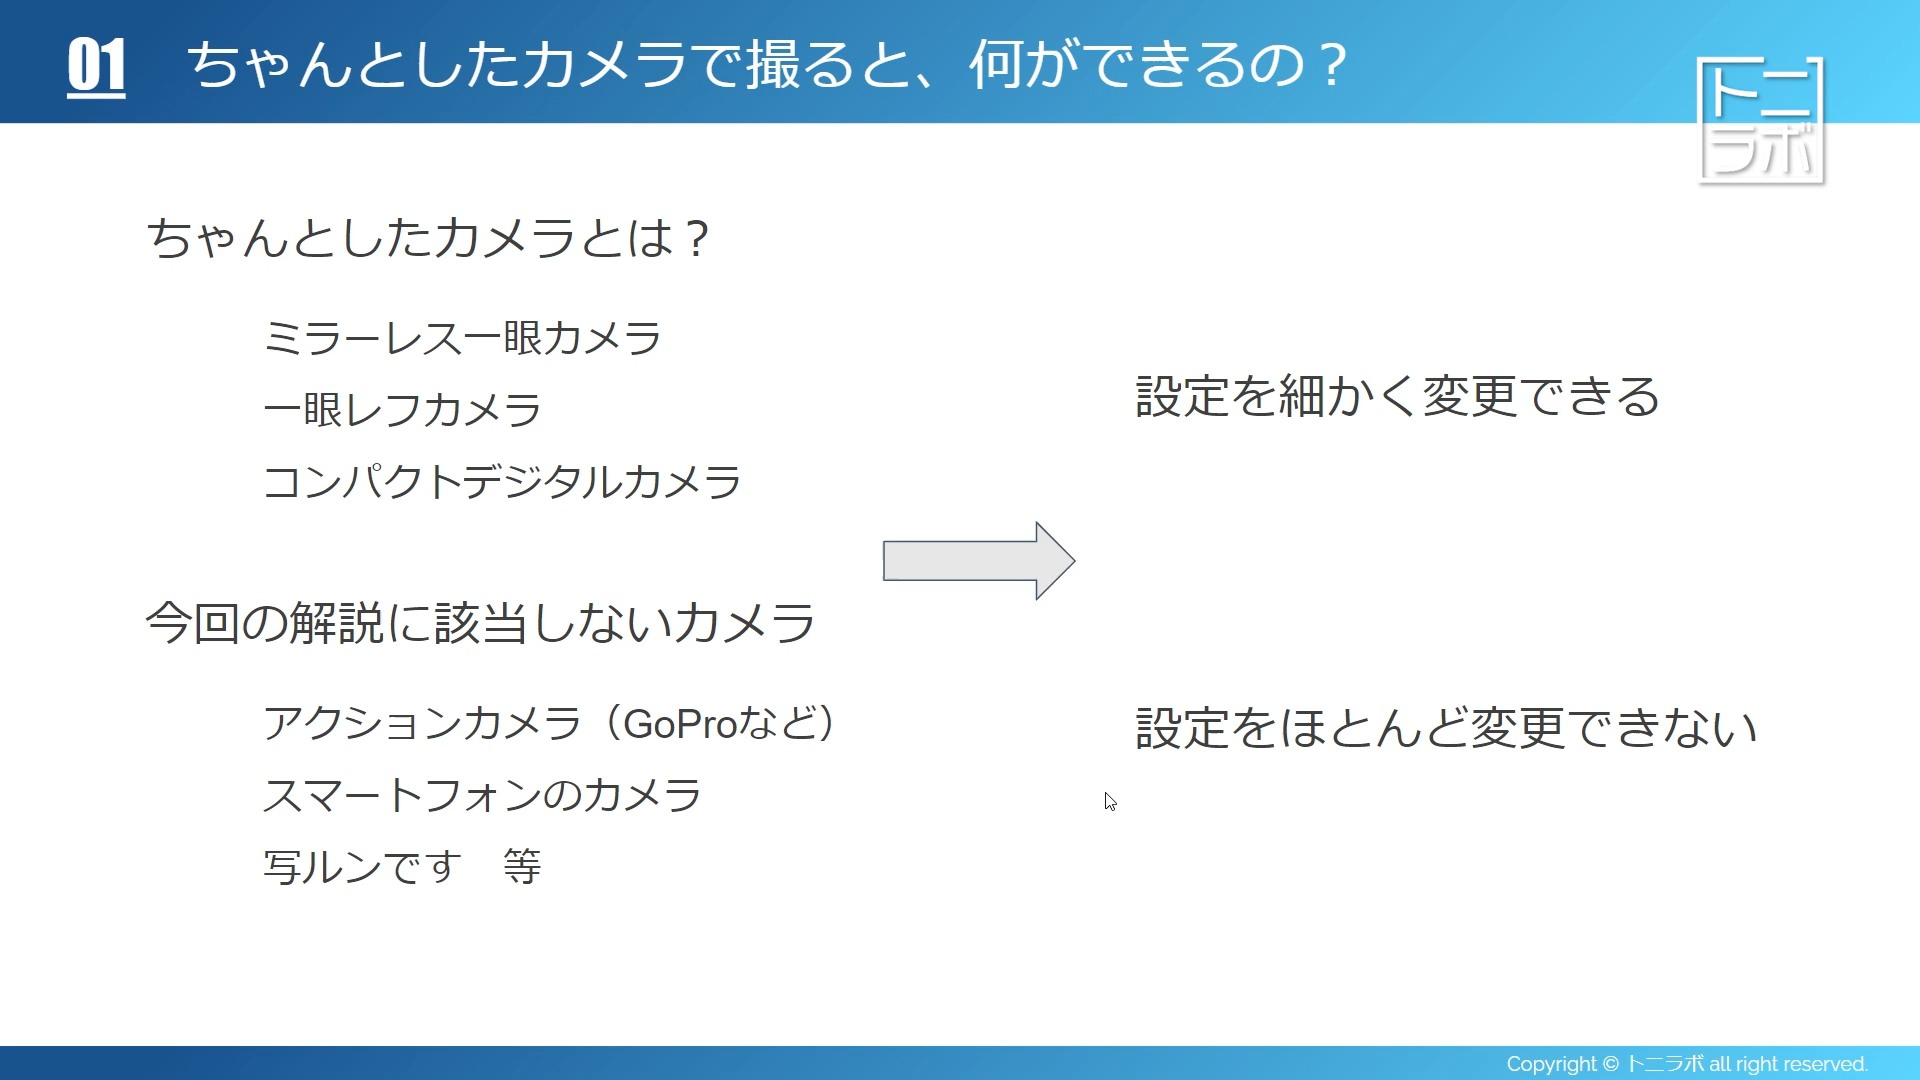 01 ちゃんとしたカメラで撮ると、何ができるの？
トニ
ラボ
ちゃんとしたカメラとは？
ミラーレス一眼カメラ
一眼レフカメラ
コンパクトデジタルカメラ
設定を細かく変更できる
今回の解説に該当しないカメラ
アクションカメラ（GoProなど）
スマートフォンのカメラ
写ルンです　等
設定をほとんど変更できない
Copyright © トニラボ all right reserved.